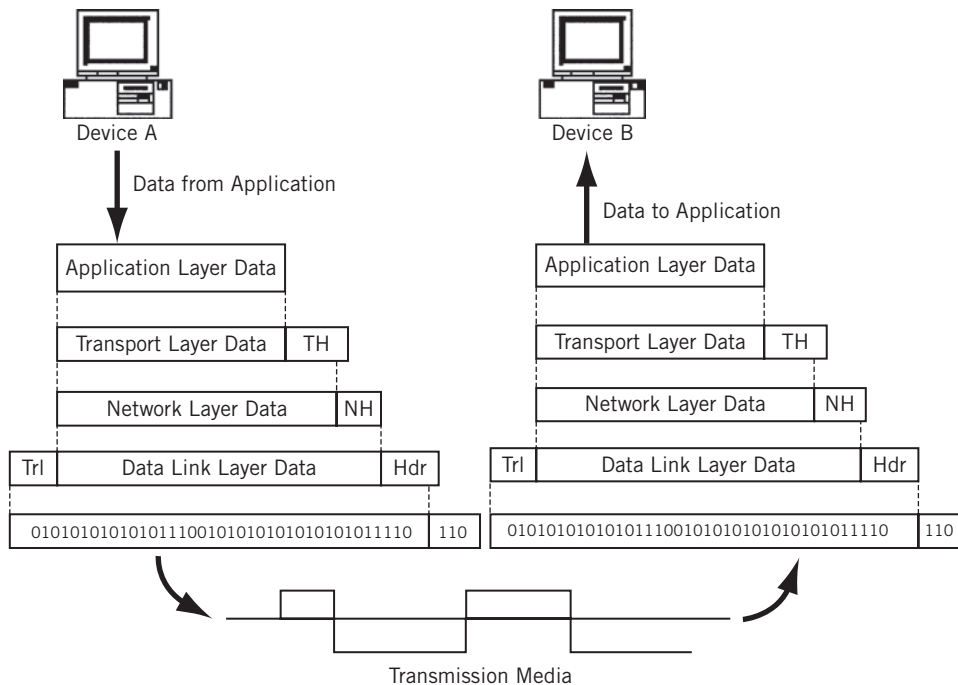 Device A
Device B
Data from Application
Data to Application
Application Layer Data
Application Layer Data
Transport Layer Data TH
Transport Layer Data TH
Network Layer Data NH
Network Layer Data NH
Trl Data Link Layer Data Hdr
Trl Data Link Layer Data Hdr
0101010101010111001010101010101010111110 110
0101010101010111001010101010101010111110 110
Transmission Media